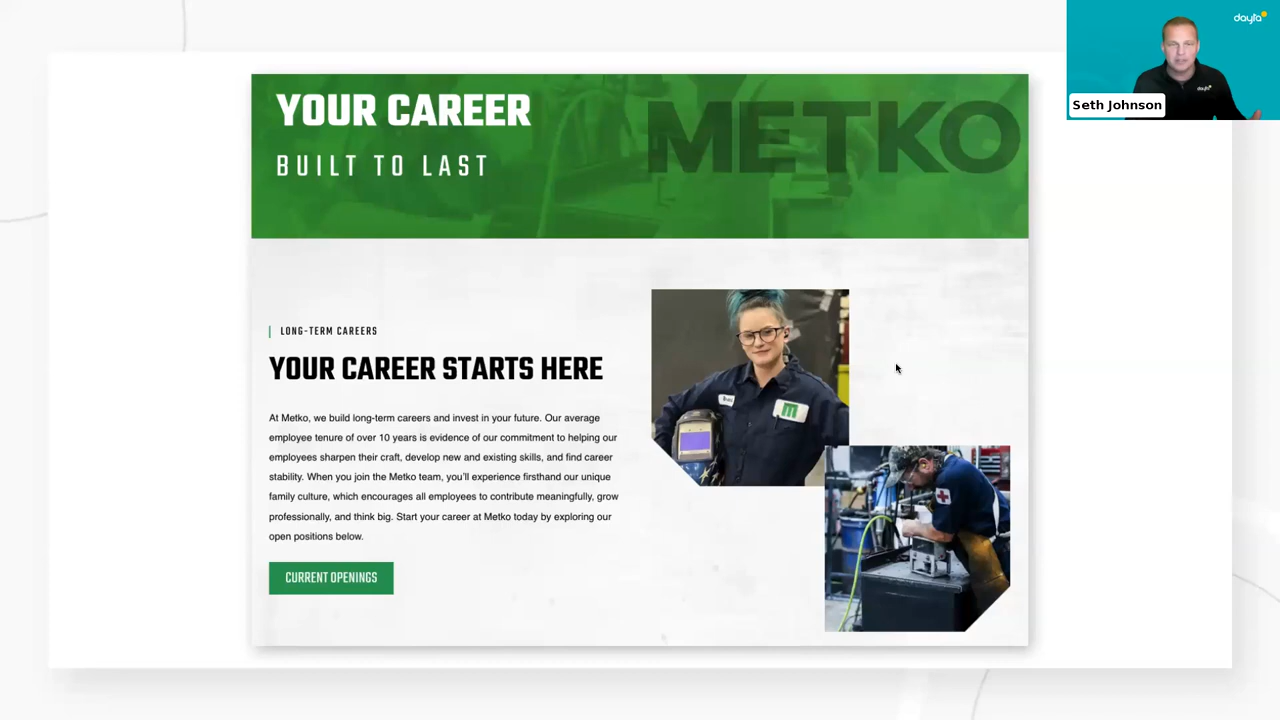 dayta
Seth Johnson
YOUR CAREER
BUILT TO LAST
METKO
LONG-TERM CAREERS
YOUR CAREER STARTS HERE
At Metko, we build long-term careers and invest in your future. Our average
employee tenure of over 10 years is evidence of our commitment to helping our
employees sharpen their craft, develop new and existing skills, and find career
stability. When you join the Metko team, you’ll experience firsthand our unique
family culture, which encourages all employees to contribute meaningfully, grow
professionally, and think big. Start your career at Metko today by exploring our
open positions below.
CURRENT OPENINGS